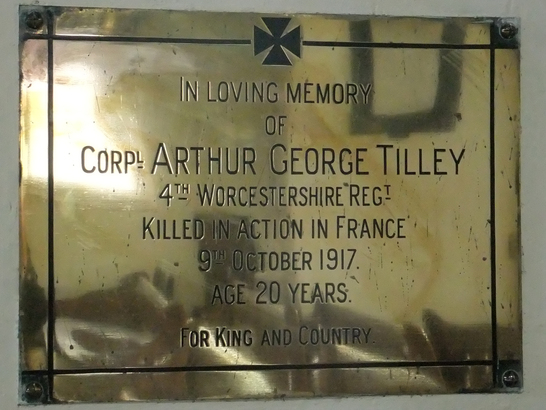 IN LOVING MEMORY
OF
CORPL ARTHUR GEORGE TILLEY
4TH WORCESTERSHIRE REGT
KILLED IN ACTION IN FRANCE
9TH OCTOBER 1917.
AGE 20 YEARS.
FOR KING AND COUNTRY.